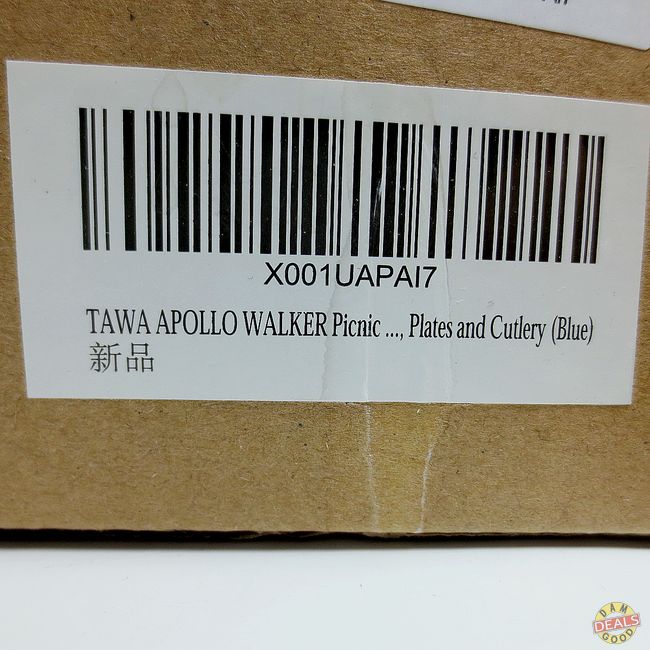 X001UAPAI7
TAWA APOLLO WALKER Picnic ..., Plates and Cutlery (Blue)
新品
DAM
DEALS
GOOD